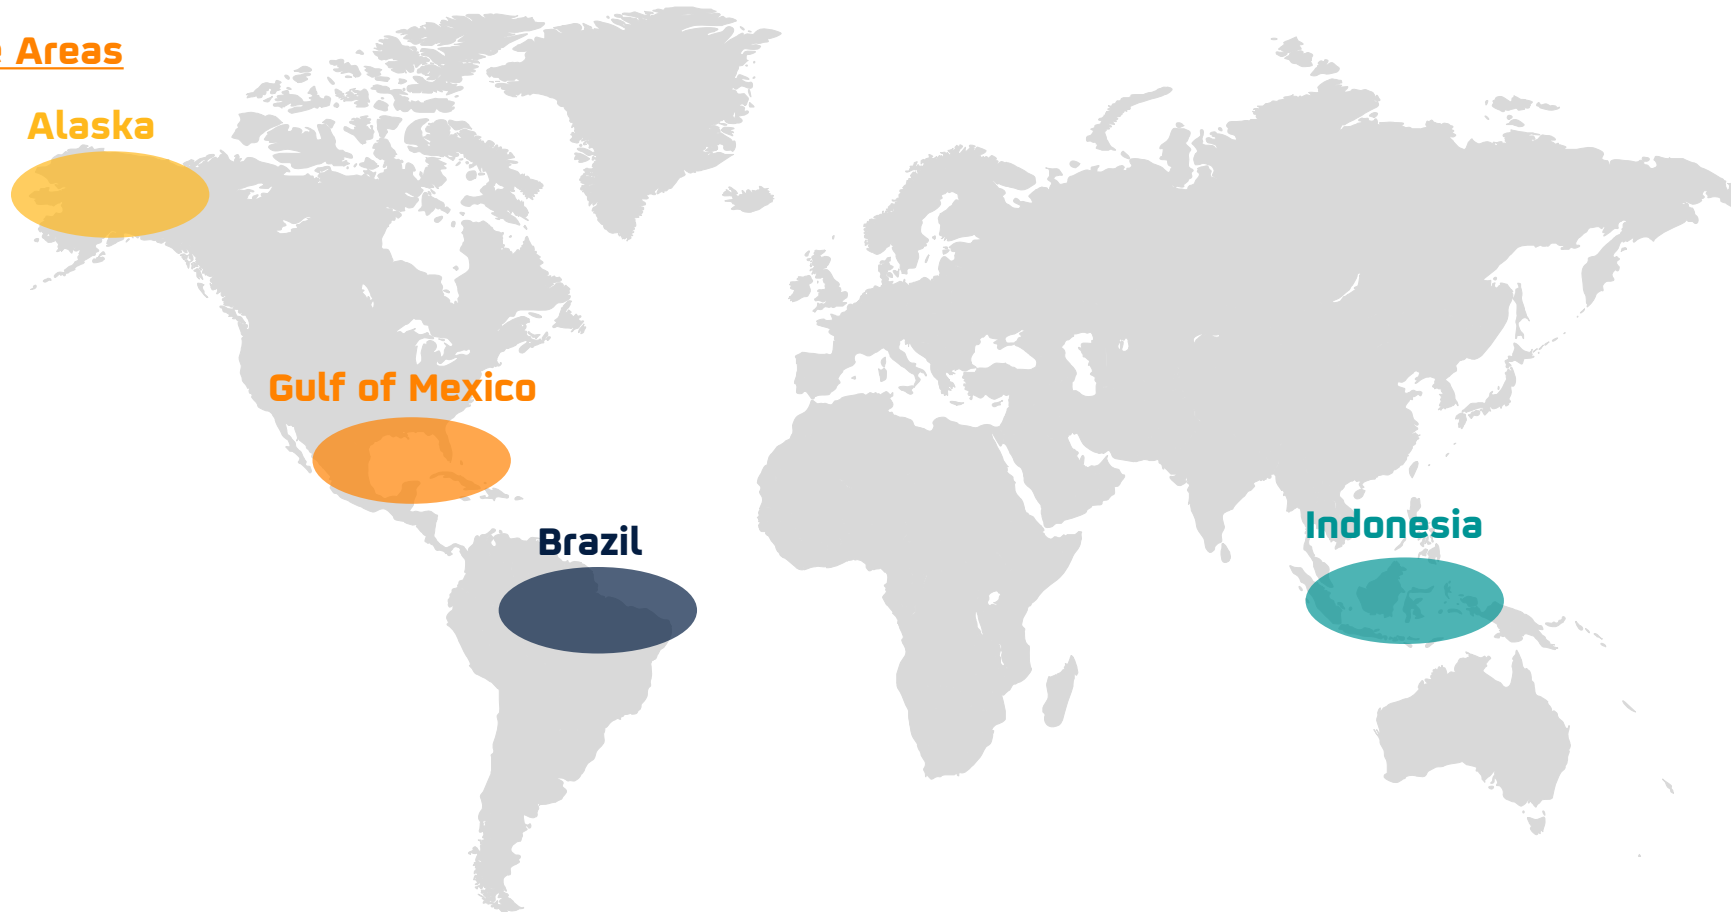 Areas
Alaska
Gulf of Mexico
Brazil
Indonesia